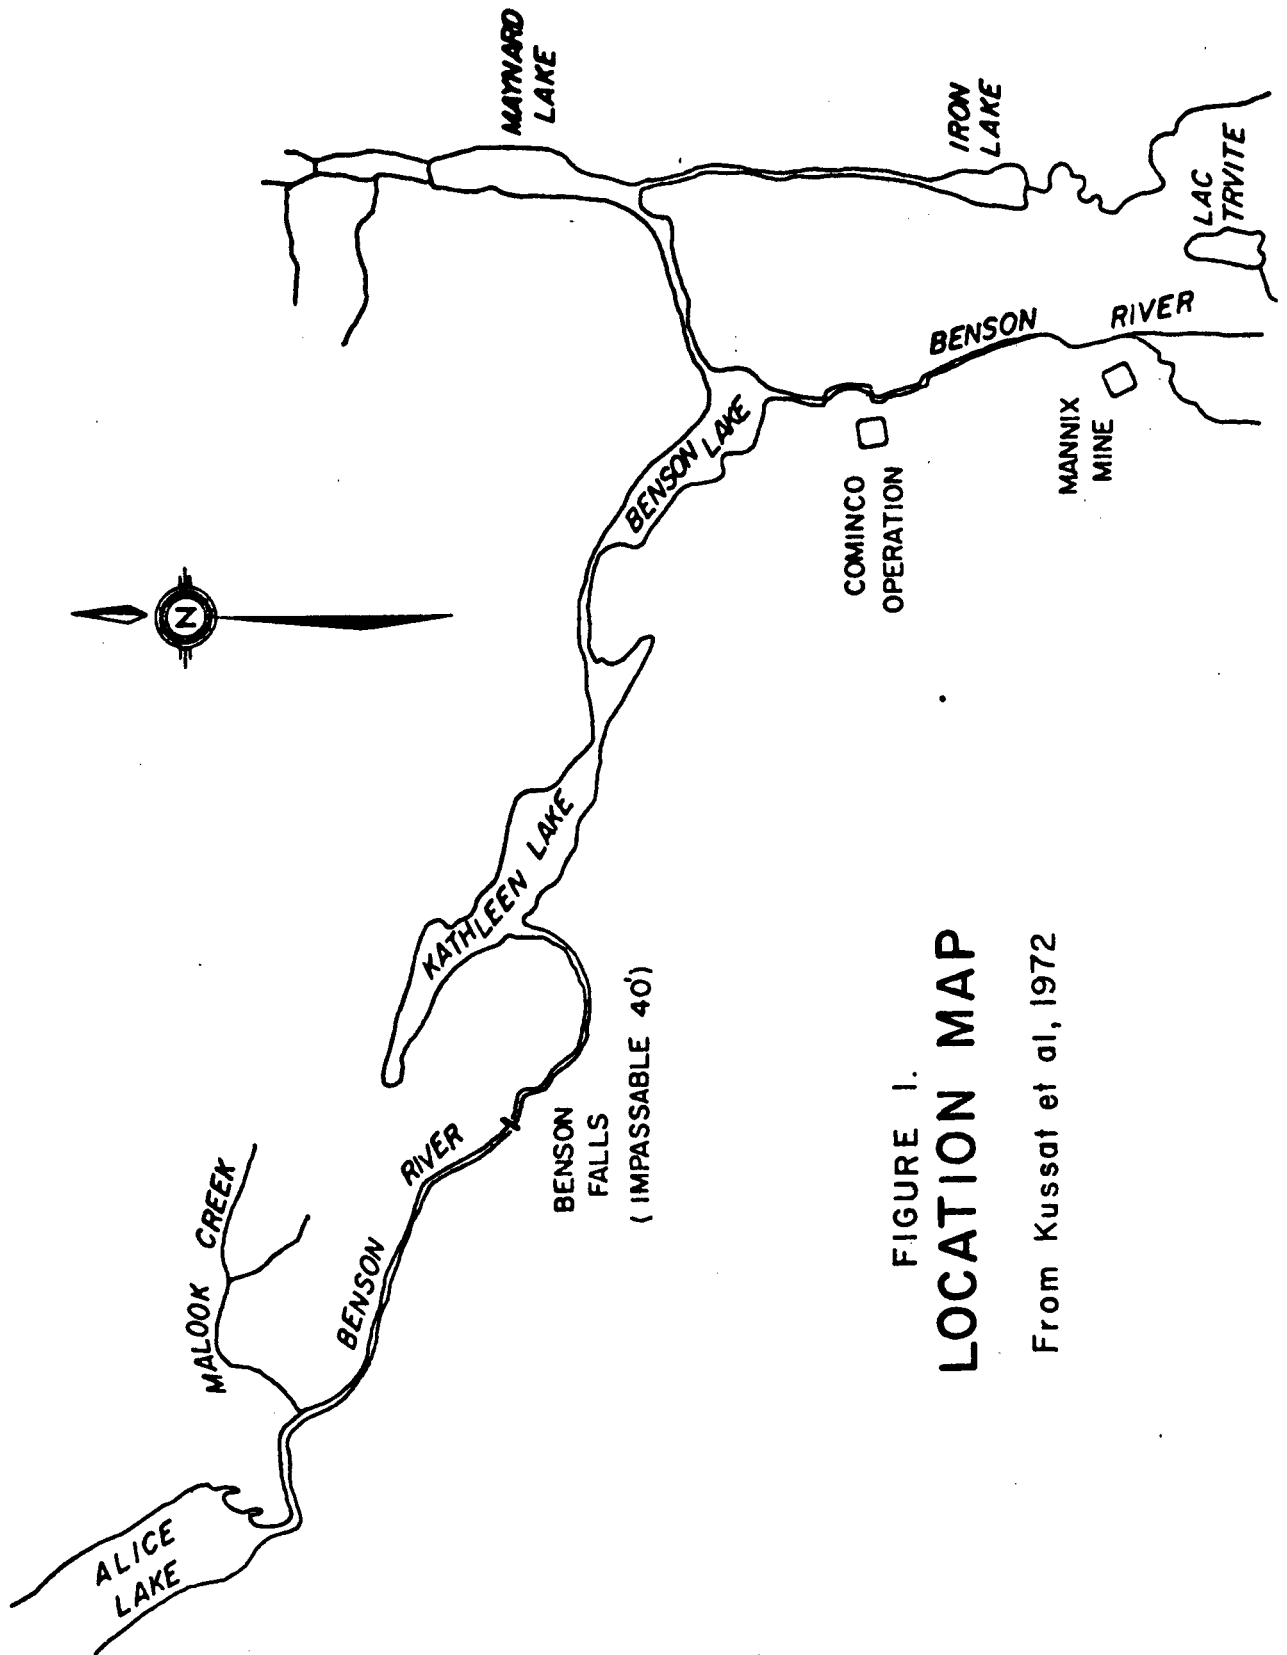 MAYNARD
LAKE
IRON
LAKE
LAC
TRVITE
BENSON RIVER
BENSON LAKE
COMINCO
OPERATION
MANNIX
MINE
N
KATHLEEN LAKE
BENSON
FALLS
(IMPASSABLE 40')
BENSON RIVER
MALOOK CREEK
ALICE
LAKE
FIGURE 1.
LOCATION MAP
From Kussat et al, 1972